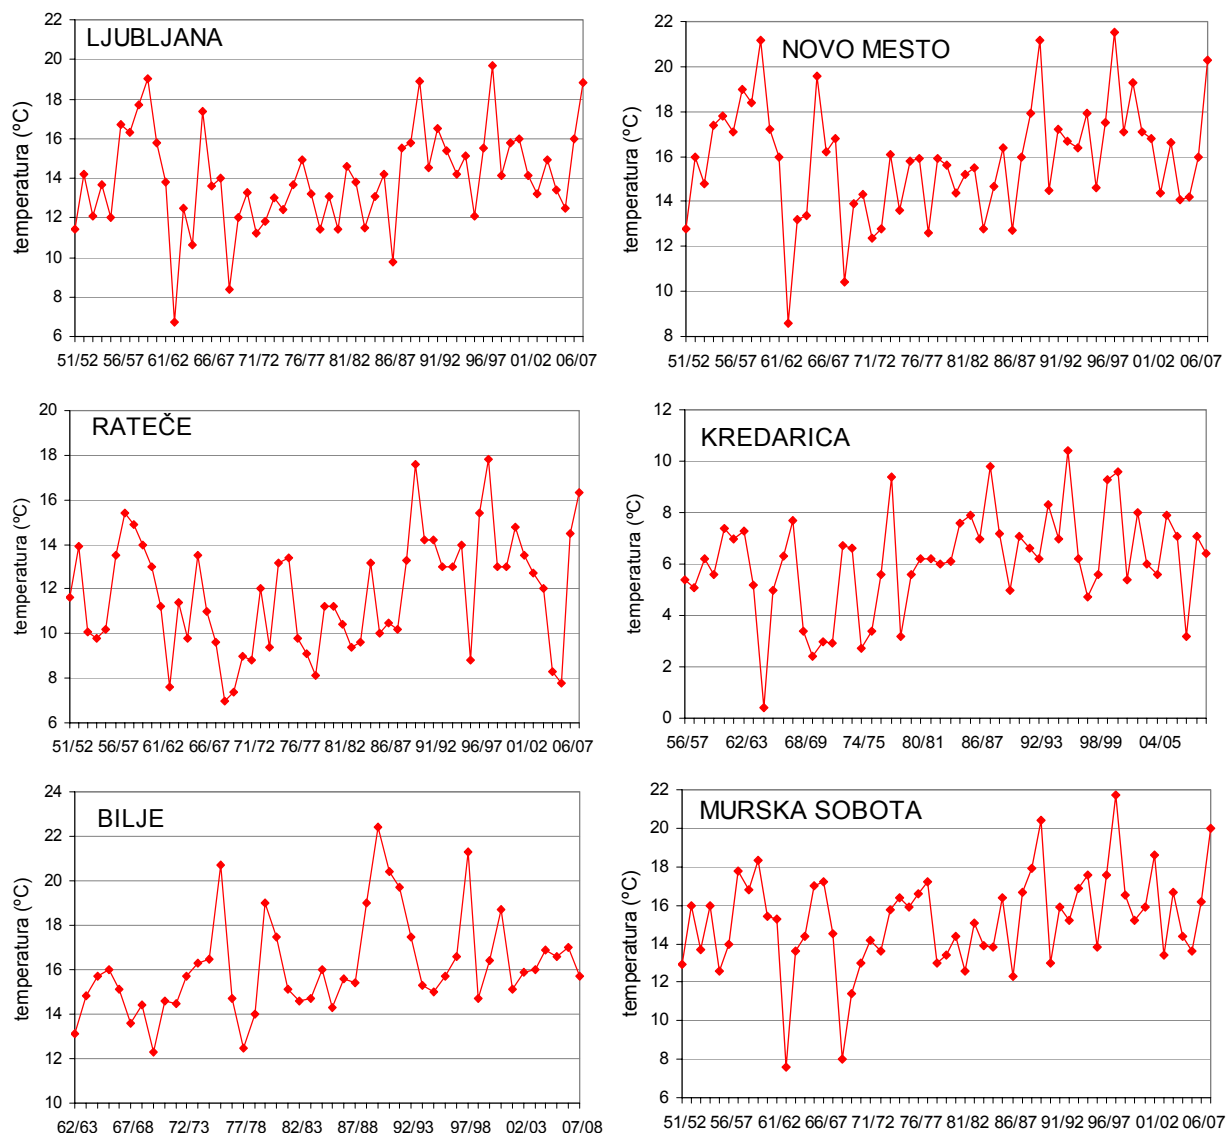 LJUBLJANA
temperatura (ºC)
22
20
18
16
14
12
10
8
6
51/52 56/57 61/62 66/67 71/72 76/77 81/82 86/87 91/92 96/97 01/02 06/07
NOVO MESTO
temperatura (ºC)
22
20
18
16
14
12
10
8
51/52 56/57 61/62 66/67 71/72 76/77 81/82 86/87 91/92 96/97 01/02 06/07
RATEČE
temperatura (ºC)
20
18
16
14
12
10
8
6
51/52 56/57 61/62 66/67 71/72 76/77 81/82 86/87 91/92 96/97 01/02 06/07
KREDARICA
temperatura (ºC)
12
10
8
6
4
2
0
56/57 62/63 68/69 74/75 80/81 86/87 92/93 98/99 04/05
BILJE
temperatura (ºC)
24
22
20
18
16
14
12
10
62/63 67/68 72/73 77/78 82/83 87/88 92/93 97/98 02/03 07/08
MURSKA SOBOTA
temperatura (ºC)
22
20
18
16
14
12
10
8
6
51/52 56/57 61/62 66/67 71/72 76/77 81/82 86/87 91/92 96/97 01/02 06/07